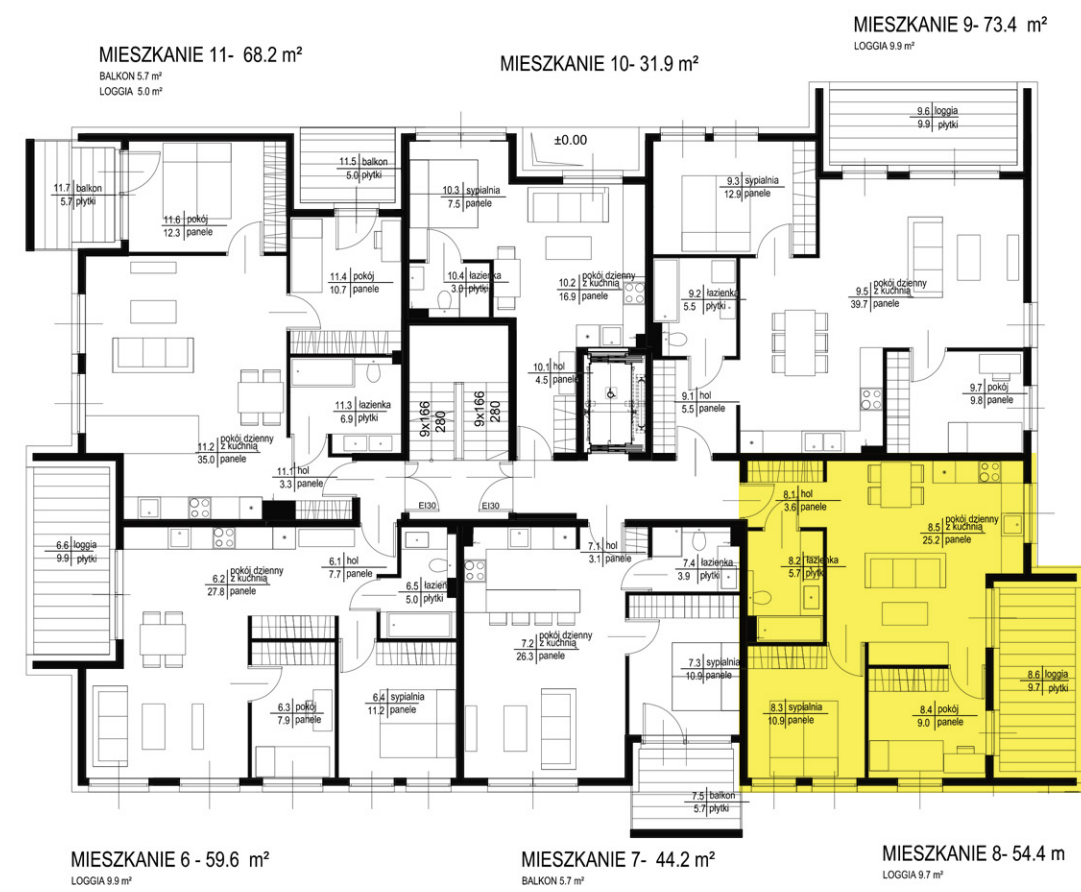 MIESZKANIE 9- 73.4 m²
LOGGIA 9.9 m²
MIESZKANIE 11- 68.2 m²
BALKON 5.7 m²
LOGGIA 5.0 m²
MIESZKANIE 10- 31.9 m²
9.6 loggia
9.9 płytki
±0.00
11.5 balkon
5.0 płytki
11.7 balkon
5.7 płytki
11.6 pokój
12.3 panele
10.3 sypialnia
7.5 panele
9.3 sypialnia
12.9 panele
11.4 pokój
10.7 panele
10.4 łazienka
3.0 płytki
pokój dzienny
10.2 z kuchnią
16.9 panele
9.2 łazienka
5.5 płytki
pokój dzienny
9.5 z kuchnią
39.7 panele
10.1 hol
4.5 panele
9.7 pokój
9.8 panele
9.1 hol
5.5 panele
11.3 łazienka
6.9 płytki
9x166
280
9x166
280
pokój dzienny
11.2 z kuchnią
35.0 panele
11.1 hol
3.3 panele
EI30
EI30
8.1 hol
3.6 panele
pokój dzienny
8.5 z kuchnią
25.2 panele
6.6 loggia
9.9 płytki
6.1 hol
7.7 panele
pokój dzienny
6.2 z kuchnią
27.8 panele
6.5 łazien
5.0 płytki
7.1 hol
3.1 panele
7.4 łazienka
3.9 płytki
8.2 łazienka
5.7 płytki
pokój dzienny
7.2 z kuchnią
26.3 panele
7.3 sypialnia
10.9 panele
8.6 loggia
9.7 płytki
6.4 sypialnia
11.2 panele
6.3 pokój
7.9 panele
8.3 sypialnia
10.9 panele
8.4 pokój
9.0 panele
7.5 balkon
5.7 płytki
MIESZKANIE 6 - 59.6 m²
LOGGIA 9.9 m²
MIESZKANIE 7- 44.2 m²
BALKON 5.7 m²
MIESZKANIE 8- 54.4 m
LOGGIA 9.7 m²